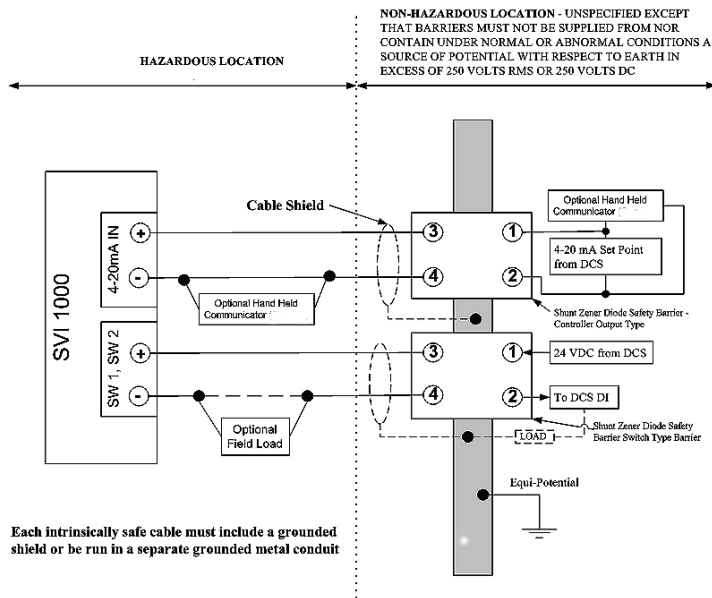 NON-HAZARDOUS LOCATION - UNSPECIFIED EXCEPT
THAT BARRIERS MUST NOT BE SUPPLIED FROM NOR
CONTAIN UNDER NORMAL OR ABNORMAL CONDITIONS A
SOURCE OF POTENTIAL WITH RESPECT TO EARTH IN
EXCESS OF 250 VOLTS RMS OR 250 VOLTS DC
HAZARDOUS LOCATION
SVI 1000
4-20mA IN
+
-
Cable Shield
3
4
1
2
Optional Hand Held
Communicator
4-20 mA Set Point
from DCS
Optional Hand Held
Communicator
Shunt Zener Diode Safety Barrier -
Controller Output Type
SW 1, SW 2
+
-
3
4
1
2
24 VDC from DCS
To DCS DI
Optional
Field Load
LOAD
Shunt Zener Diode Safety
Barrier Switch Type Barrier
Equi-Potential
Each intrinsically safe cable must include a grounded
shield or be run in a separate grounded metal conduit